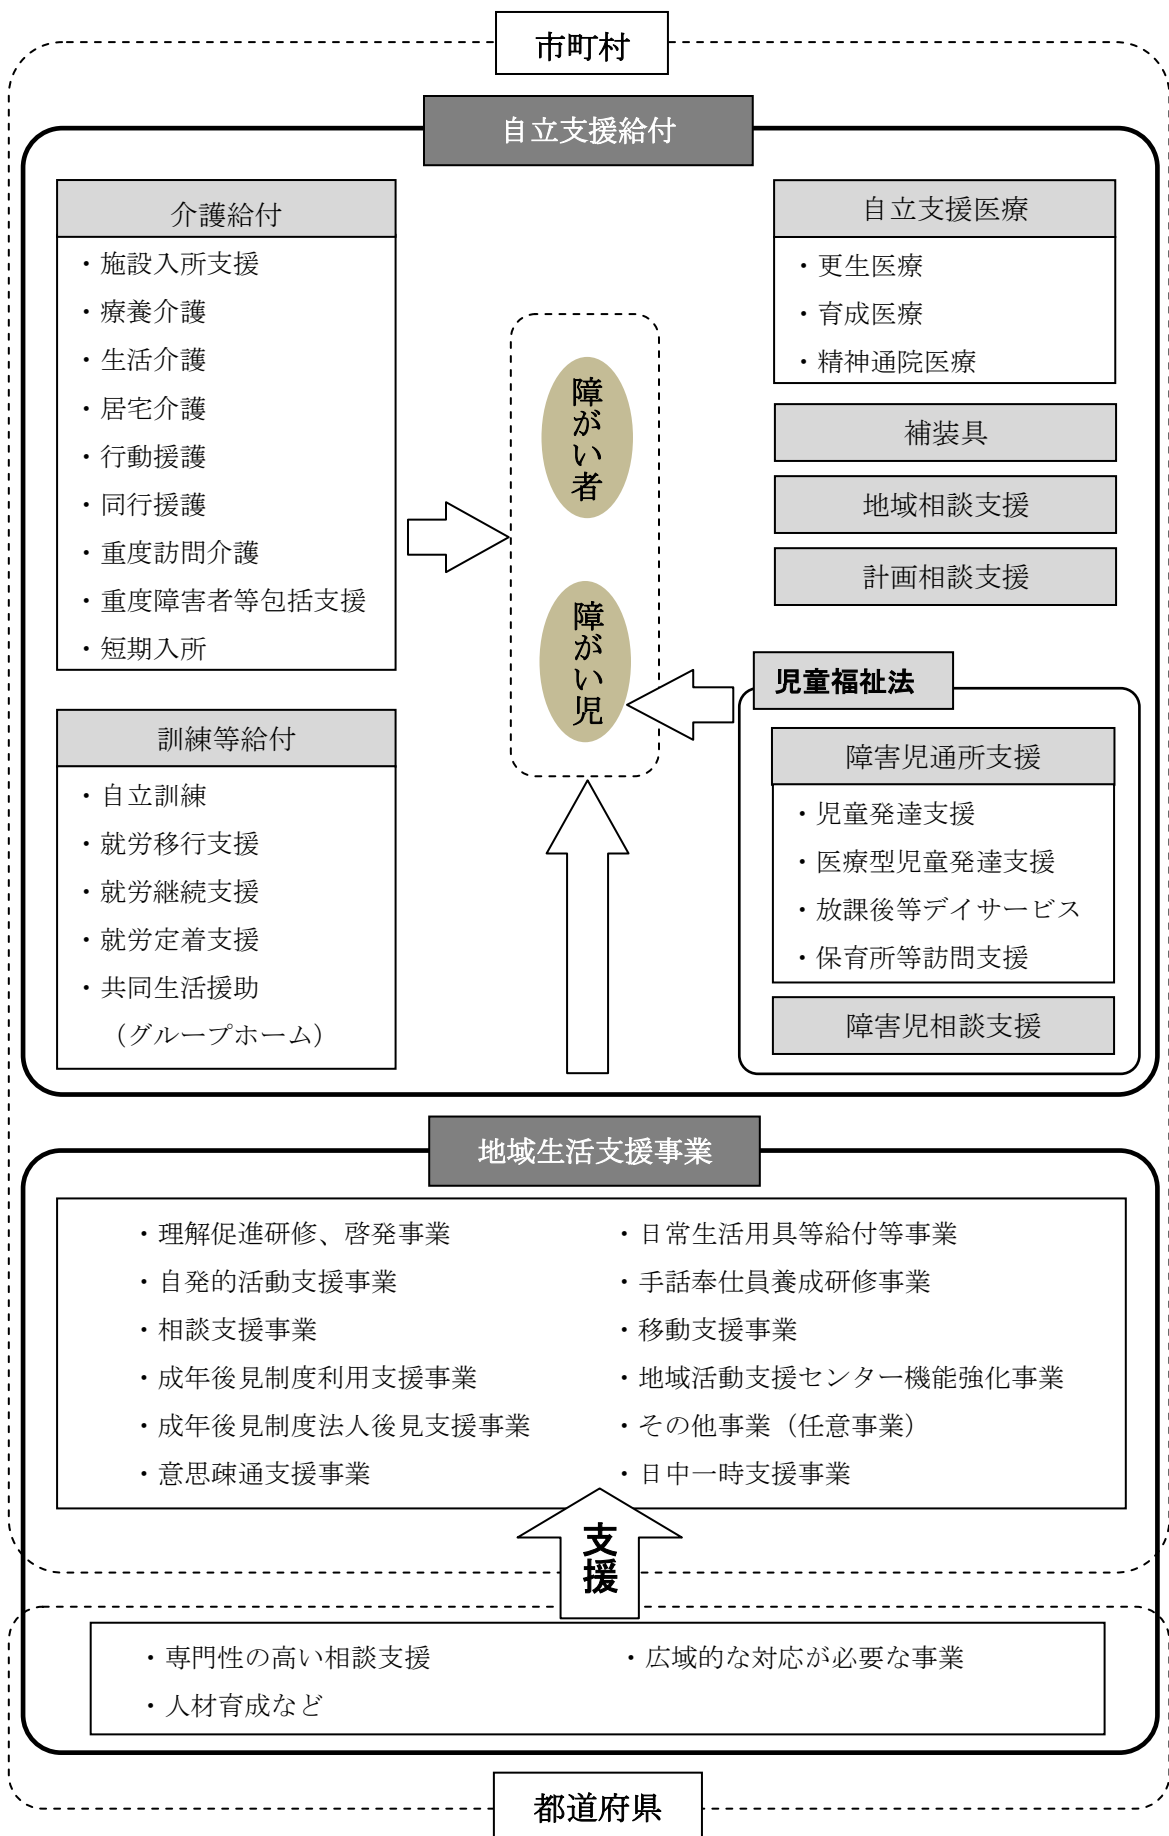 市町村
自立支援給付
介護給付
・施設入所支援
・療養介護
・生活介護
・居宅介護
・行動援護
・同行援護
・重度訪問介護
・重度障害者等包括支援
・短期入所
訓練等給付
・自立訓練
・就労移行支援
・就労継続支援
・就労定着支援
・共同生活援助
（グループホーム）
障がい者
障がい児
自立支援医療
・更生医療
・育成医療
・精神通院医療
補装具
地域相談支援
計画相談支援
児童福祉法
障害児通所支援
・児童発達支援
・医療型児童発達支援
・放課後等デイサービス
・保育所等訪問支援
障害児相談支援
地域生活支援事業
・理解促進研修、啓発事業
・自発的活動支援事業
・相談支援事業
・成年後見制度利用支援事業
・成年後見制度法人後見支援事業
・意思疎通支援事業
・日常生活用具等給付等事業
・手話奉仕員養成研修事業
・移動支援事業
・地域活動支援センター機能強化事業
・その他事業（任意事業）
・日中一時支援事業
支援
・専門性の高い相談支援
・人材育成など
・広域的な対応が必要な事業
都道府県